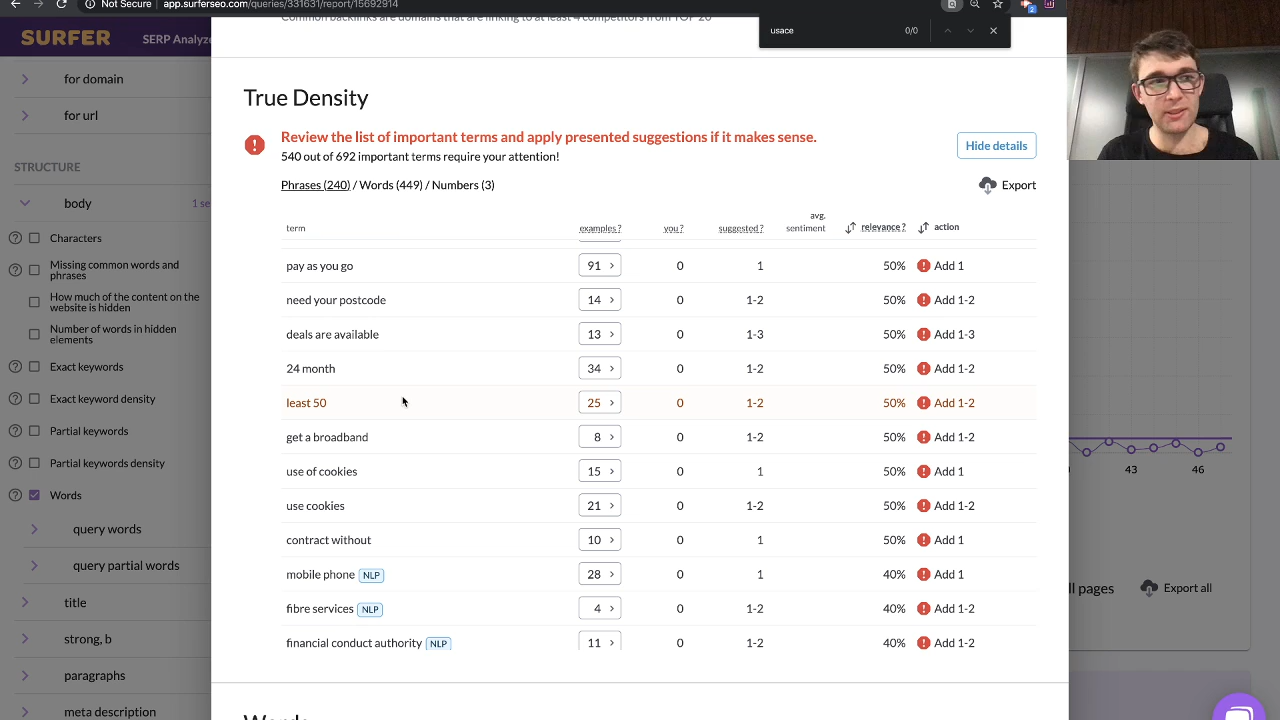 app.surferseo.com/queries/331631/report/15692914
usace 0/0
SURFER
Analyze
Common backlinks are domains that are linking to at least 4 competitors from TOP 20
for url
True Density
Review the list of important terms and apply presented suggestions if it makes sense.
540 out of 692 important terms require your attention!
Hide details
Phrases (240) / Words (449) / Numbers (3)
Export
STRUCTURE
body
1 se
Characters
Missing common words and phrases
How much of the content on the website is hidden
Number of words in hidden elements
Exact keywords
Exact keyword density
Partial keywords
Partial keywords density
Words
query words
query partial words
title
strong, b
paragraphs
meta description
term examples ? you ? suggested ? avg. sentiment relevance ? action
pay as you go 91 > 0 1 50% Add 1
need your postcode 14 > 0 1-2 50% Add 1-2
deals are available 13 > 0 1-3 50% Add 1-3
24 month 34 > 0 1-2 50% Add 1-2
least 50 25 > 0 1-2 50% Add 1-2
get a broadband 8 > 0 1-2 50% Add 1-2
use of cookies 15 > 0 1 50% Add 1
use cookies 21 > 0 1-2 50% Add 1-2
contract without 10 > 0 1 50% Add 1
mobile phone NLP 28 > 0 1 40% Add 1
fibre services NLP 4 > 0 1-2 40% Add 1-2
financial conduct authority NLP 11 > 0 1-2 40% Add 1-2
43 46
ll pages
Export all